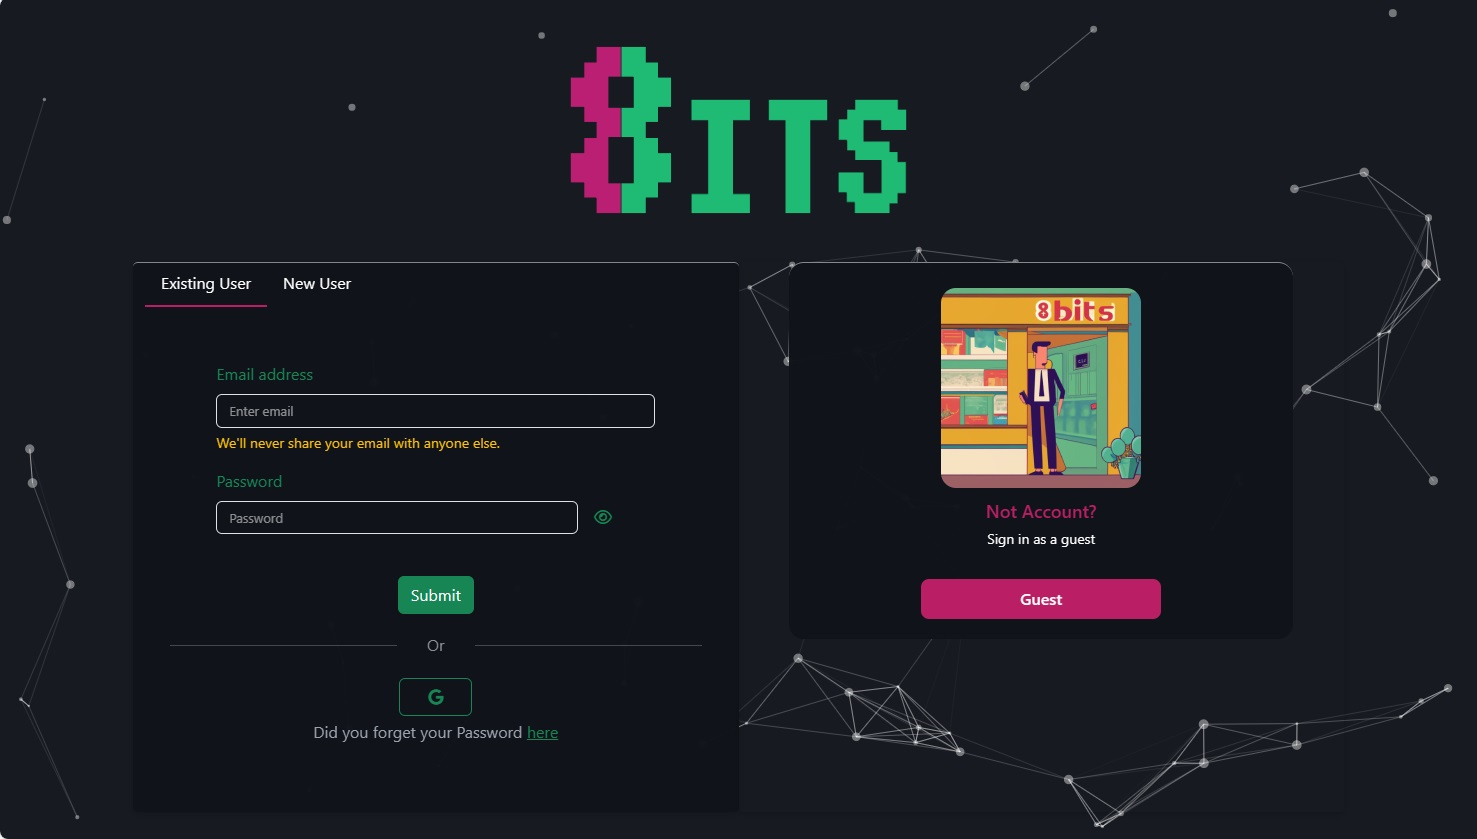 8ITS
Existing User
New User
Email address
Enter email
We'll never share your email with anyone else.
Password
Password
Submit
Or
G
Did you forget your Password here
8bits
Not Account?
Sign in as a guest
Guest